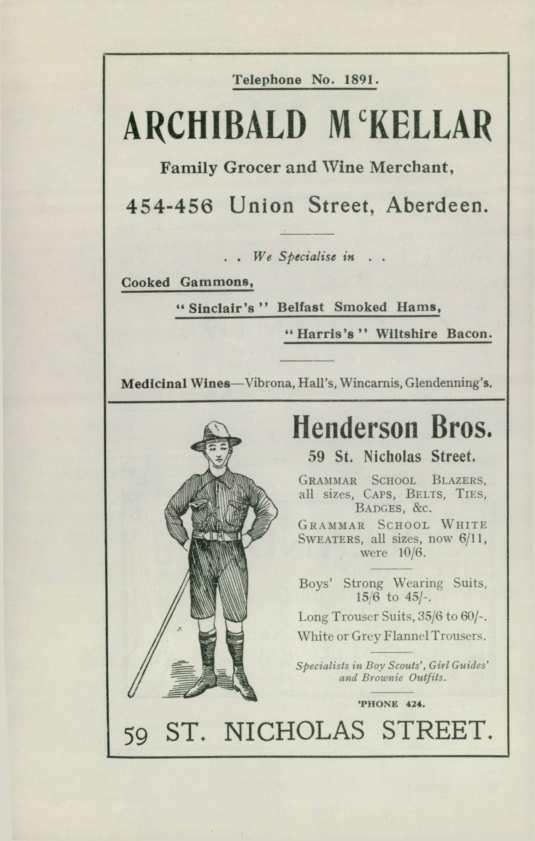 Telephone No. 1891.
ARCHIBALD McKELLAR
Family Grocer and Wine Merchant,
454-456 Union Street, Aberdeen.
. . We Specialise in . .
Cooked Gammons,
"Sinclair's" Belfast Smoked Hams,
"Harris's" Wiltshire Bacon.
Medicinal Wines—Vibrona, Hall's, Wincarnis, Glendenning's.
Henderson Bros.
59 St. Nicholas Street.
GRAMMAR SCHOOL BLAZERS,
all sizes, CAPS, BELTS, TIES,
BADGES, &c.
GRAMMAR SCHOOL WHITE
SWEATERS, all sizes, now 6/11,
were 10/6.
Boys' Strong Wearing Suits,
15/6 to 45/-.
Long Trouser Suits, 35/6 to 60/-.
White or Grey Flannel Trousers.
Specialists in Boy Scouts', Girl Guides'
and Brownie Outfits.
'PHONE 424.
59 ST. NICHOLAS STREET.